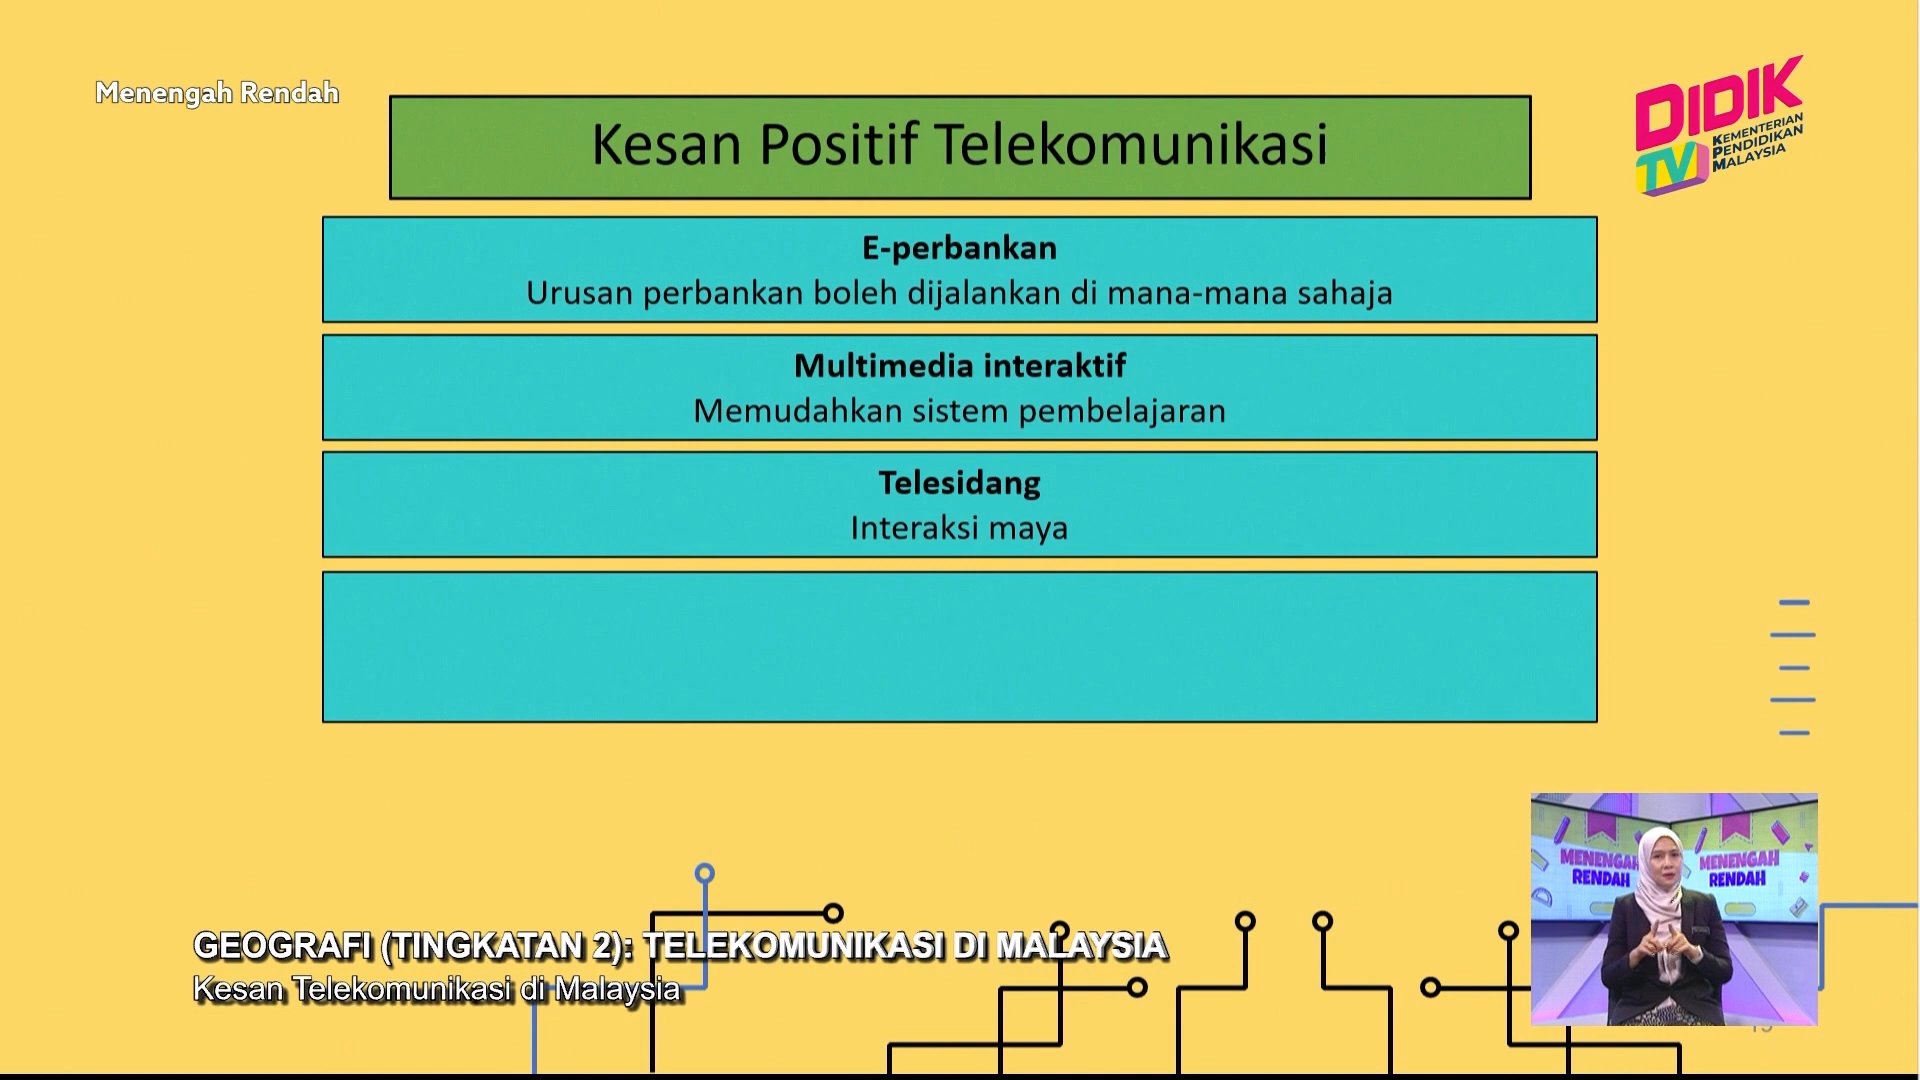 Menengah Rendah
DIDIK
TV
KEMENTERIAN
PENDIDIKAN
MALAYSIA
Kesan Positif Telekomunikasi
E-perbankan
Urusan perbankan boleh dijalankan di mana-mana sahaja
Multimedia interaktif
Memudahkan sistem pembelajaran
Telesidang
Interaksi maya
MENENGAH
RENDAH
MENENGAH
RENDAH
GEOGRAFI (TINGKATAN 2): TELEKOMUNIKASI DI MALAYSIA
Kesan Telekomunikasi di Malaysia